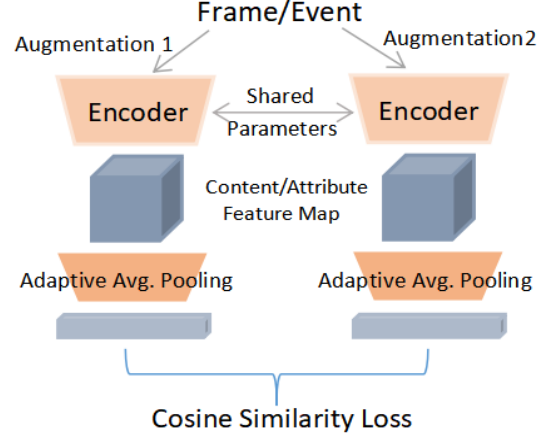 Frame/Event
Augmentation 1
Augmentation2
Encoder
Shared
Parameters
Encoder
Content/Attribute
Feature Map
Adaptive Avg. Pooling
Adaptive Avg. Pooling
Cosine Similarity Loss